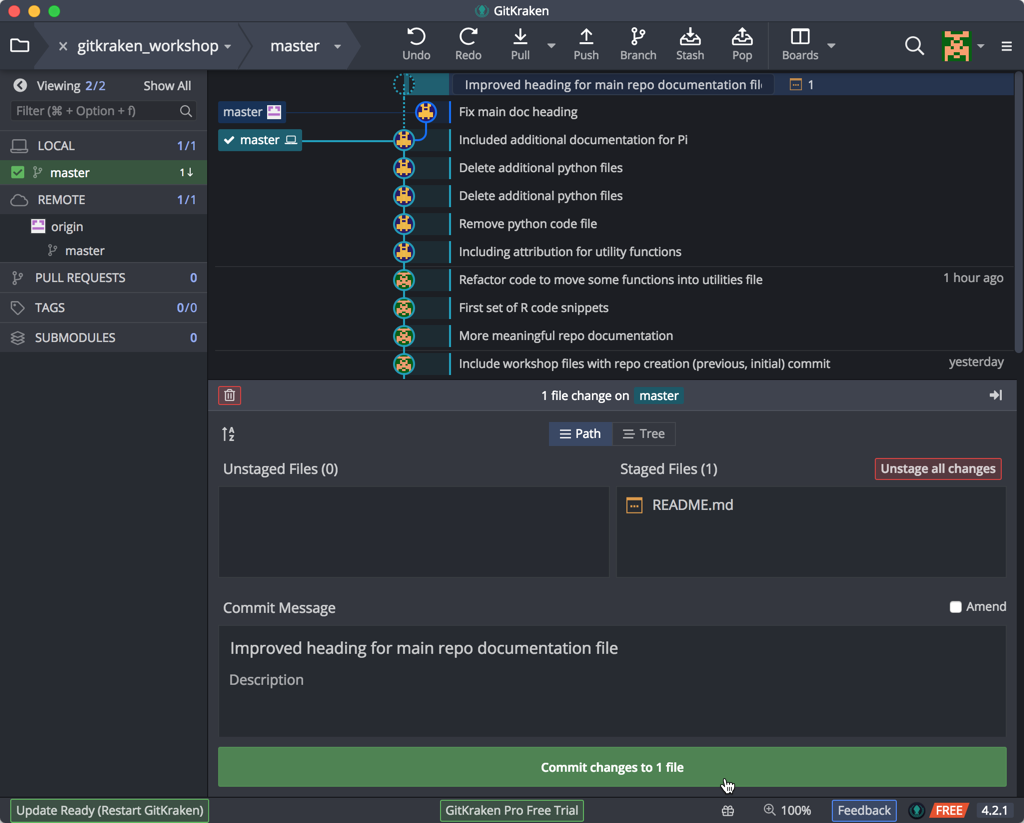 GitKraken
gitkraken_workshop
master
Undo
Redo
Pull
Push
Branch
Stash
Pop
Boards
Viewing 2/2
Show All
Filter (⌘ + Option + f)
LOCAL
1/1
master
1↓
REMOTE
1/1
origin
master
PULL REQUESTS
0
TAGS
0/0
SUBMODULES
0
Improved heading for main repo documentation fil
1
master
Fix main doc heading
master
Included additional documentation for Pi
Delete additional python files
Delete additional python files
Remove python code file
Including attribution for utility functions
Refactor code to move some functions into utilities file
1 hour ago
First set of R code snippets
More meaningful repo documentation
Include workshop files with repo creation (previous, initial) commit
yesterday
1 file change on master
Path
Tree
Unstaged Files (0)
Staged Files (1)
Unstage all changes
README.md
Commit Message
Amend
Improved heading for main repo documentation file
Description
Commit changes to 1 file
Update Ready (Restart GitKraken)
GitKraken Pro Free Trial
100%
Feedback
FREE
4.2.1